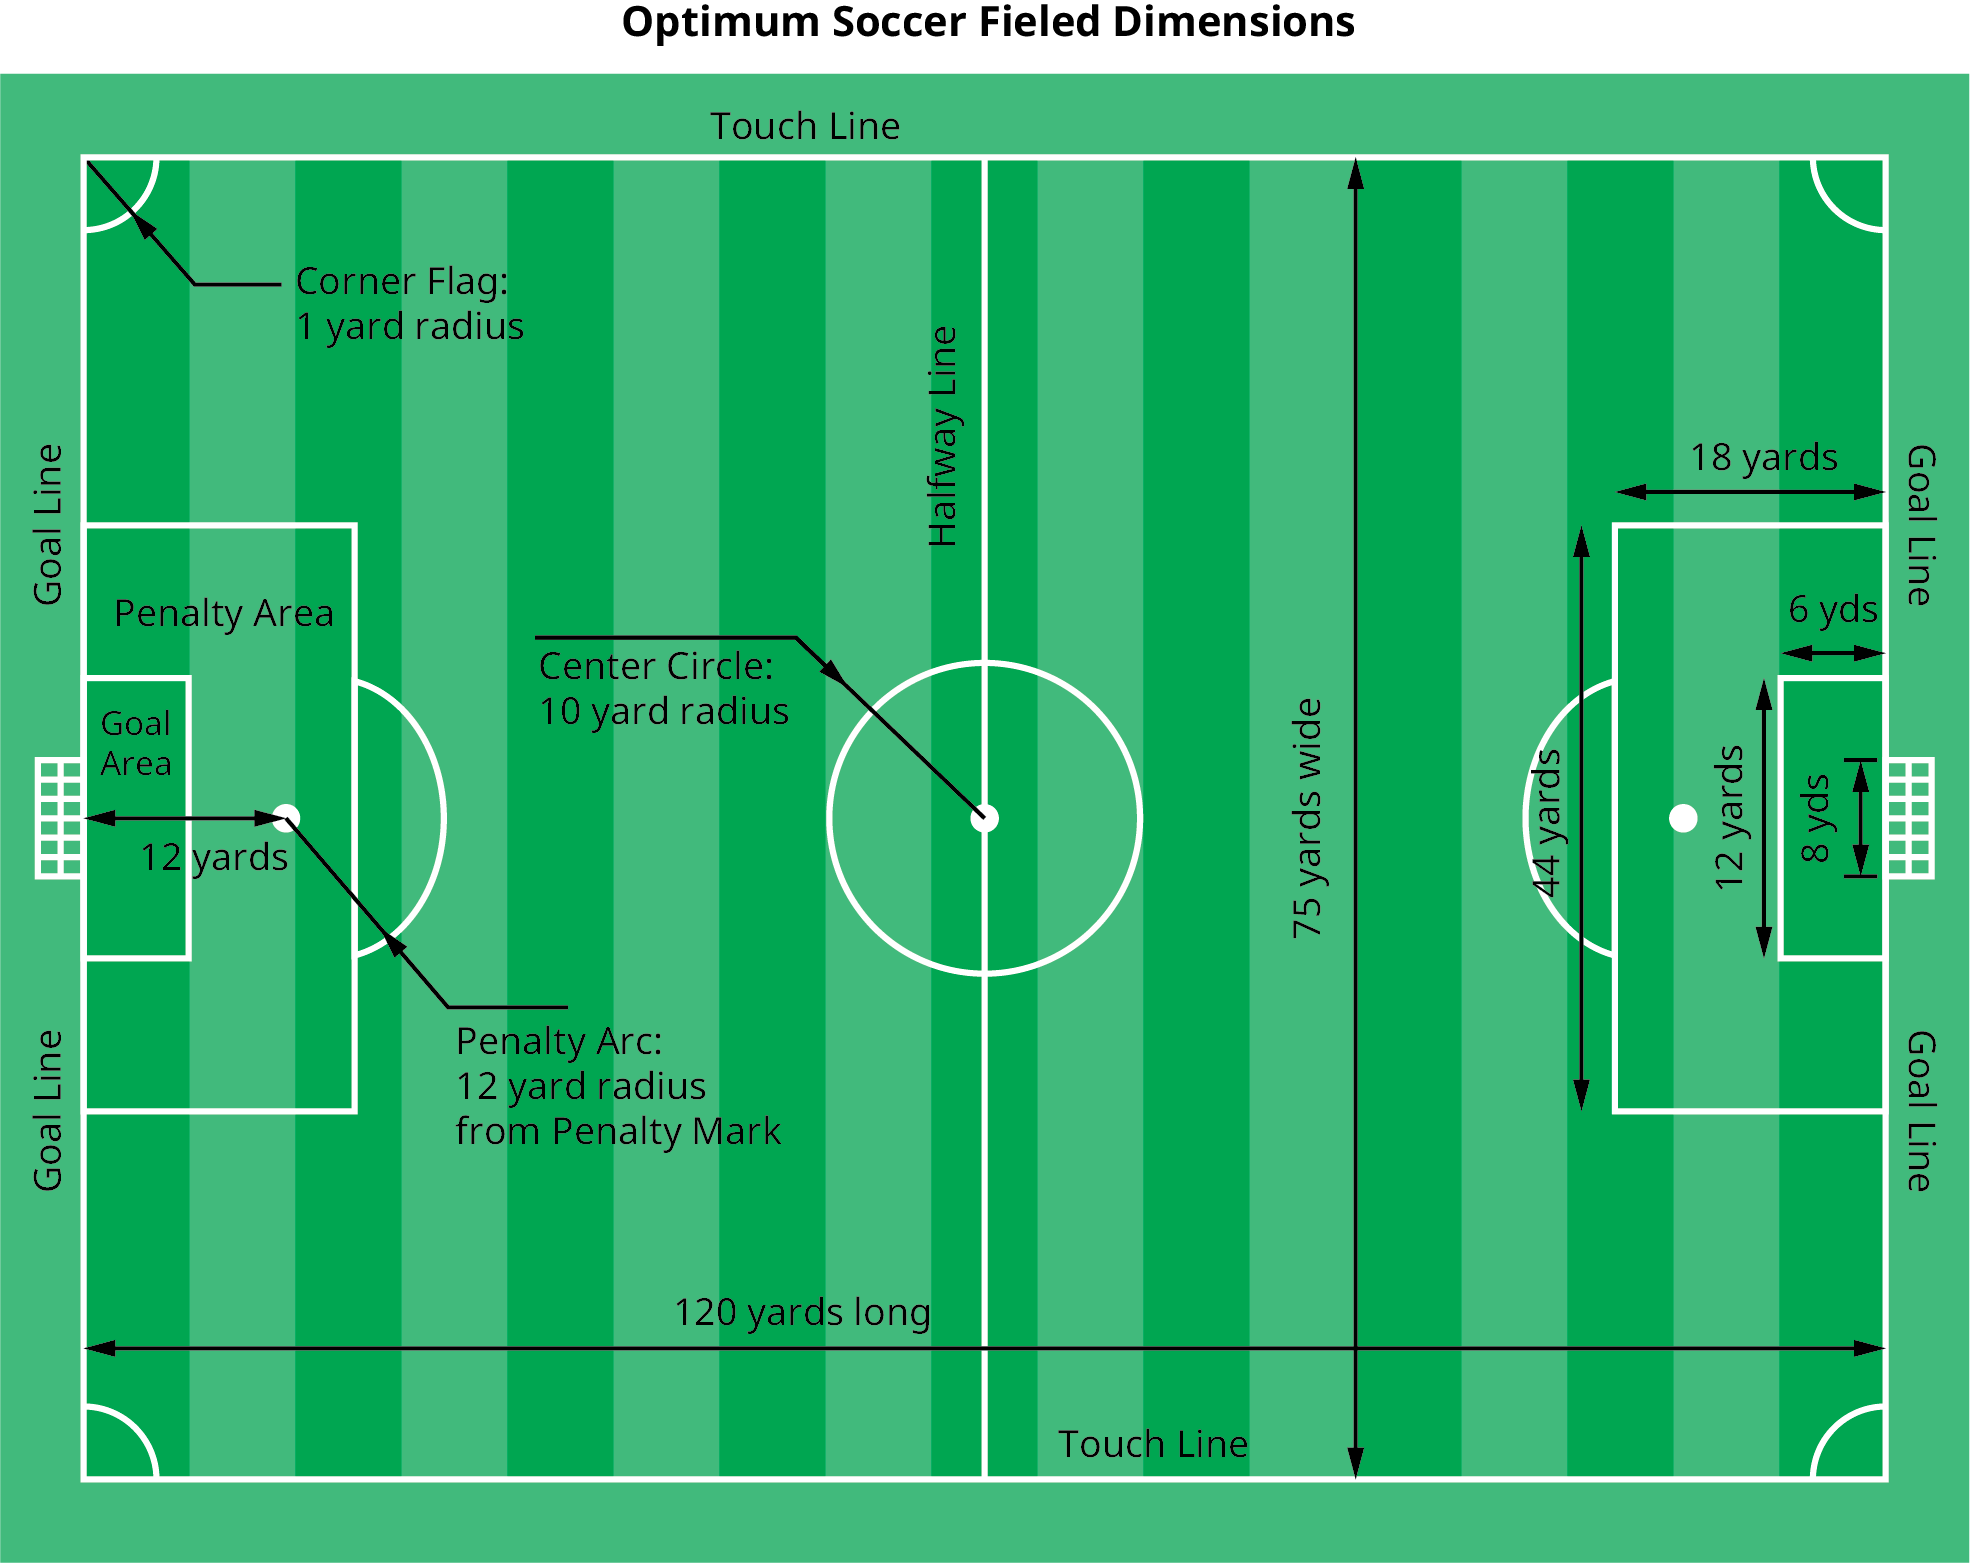 Optimum Soccer Fieled Dimensions
Touch Line
Corner Flag:
1 yard radius
Halfway Line
Goal Line
Goal Line
18 yards
Penalty Area
6 yds
Center Circle:
10 yard radius
Goal
Area
75 yards wide
44 yards
12 yards
8 yds
12 yards
Penalty Arc:
12 yard radius
from Penalty Mark
Goal Line
Goal Line
120 yards long
Touch Line